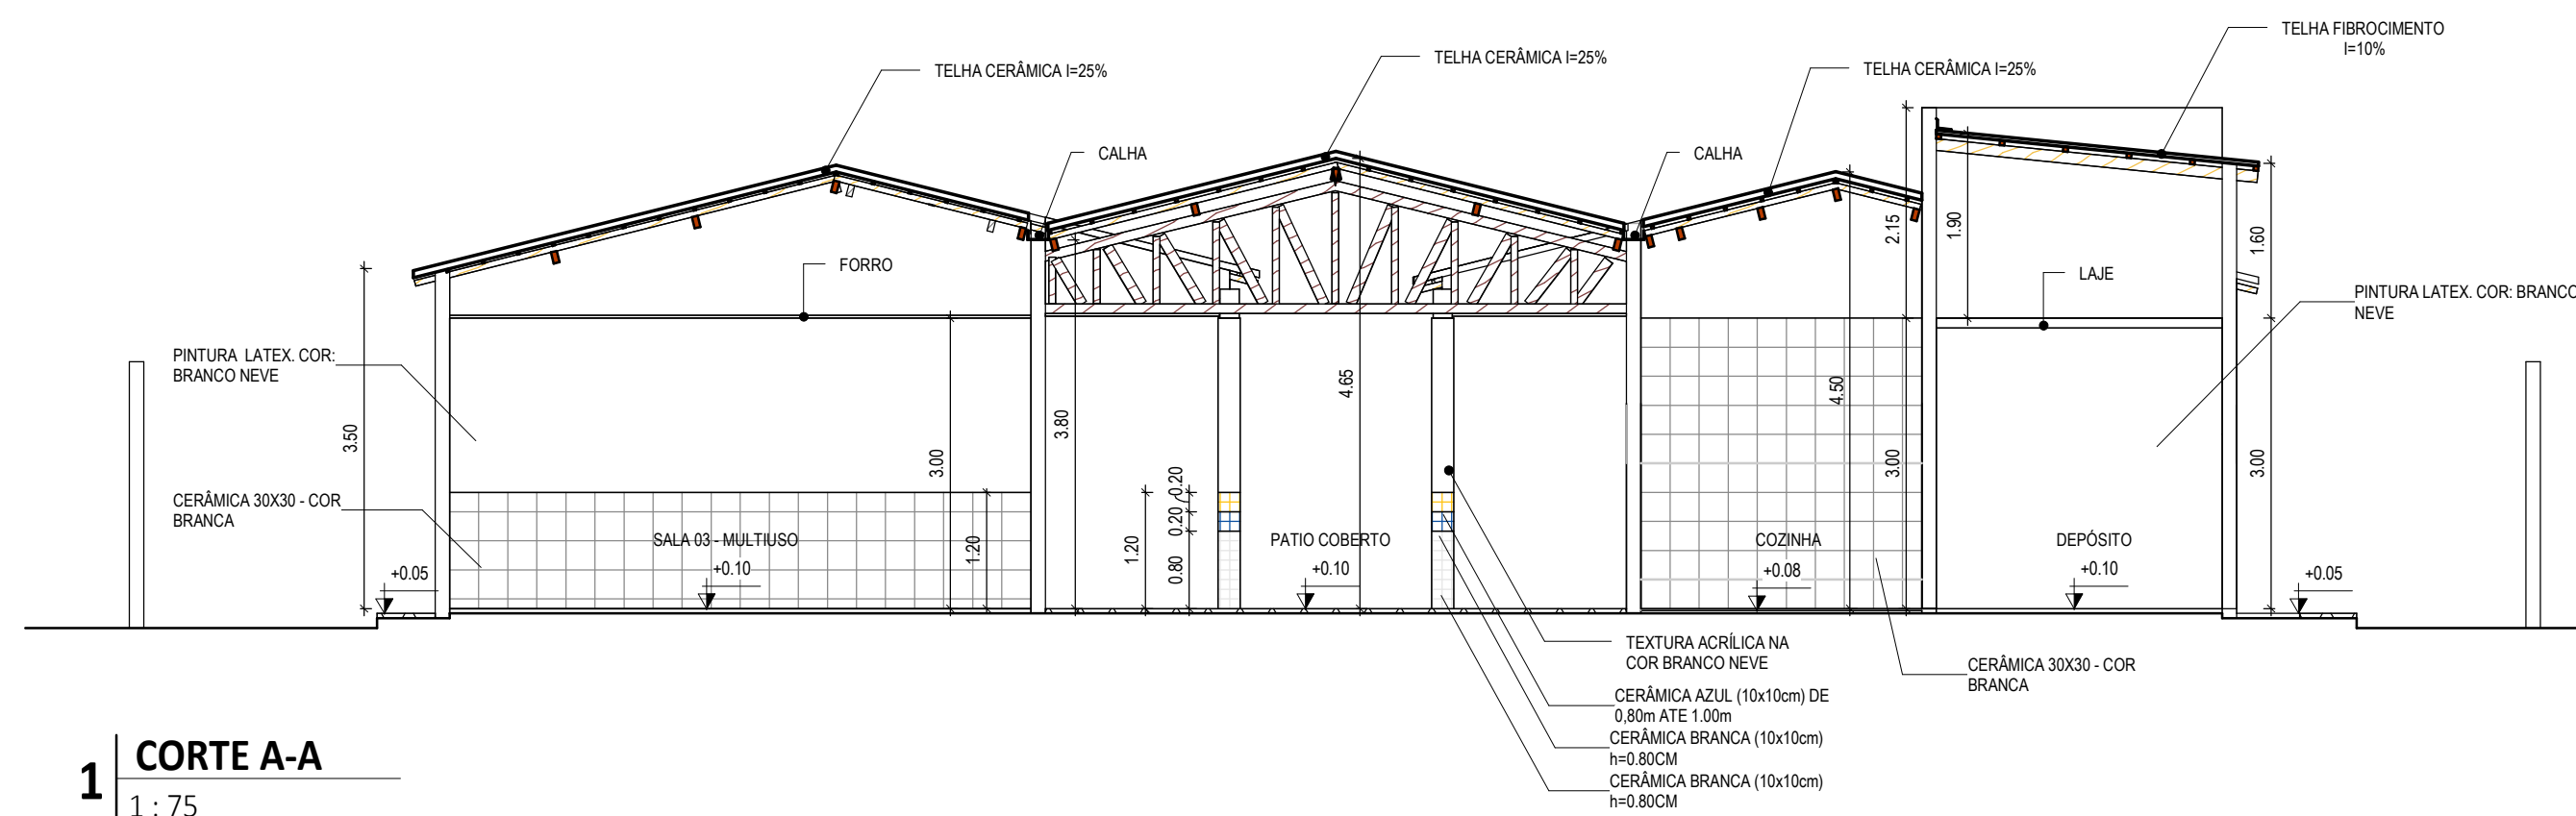 TELHA FIBROCIMENTO
I=10%
TELHA CERÂMICA I=25%
TELHA CERÂMICA I=25%
TELHA CERÂMICA I=25%
CALHA
CALHA
2.15
1.90
1.60
FORRO
LAJE
PINTURA LATEX. COR: BRANCO
NEVE
PINTURA LATEX. COR:
BRANCO NEVE
3.50
3.00
3.80
4.65
4.50
3.00
3.00
CERÂMICA 30X30 - COR
BRANCA
SALA 03 - MULTIUSO
+0.10
1.20
1.20
0.20
0.20
0.80
PATIO COBERTO
+0.10
COZINHA
+0.08
DEPÓSITO
+0.10
+0.05
+0.05
TEXTURA ACRÍLICA NA
COR BRANCO NEVE
CERÂMICA 30X30 - COR
BRANCA
CERÂMICA AZUL (10x10cm) DE
0,80m ATE 1.00m
CERÂMICA BRANCA (10x10cm)
h=0.80CM
CERÂMICA BRANCA (10x10cm)
h=0.80CM
1 CORTE A-A
1 : 75